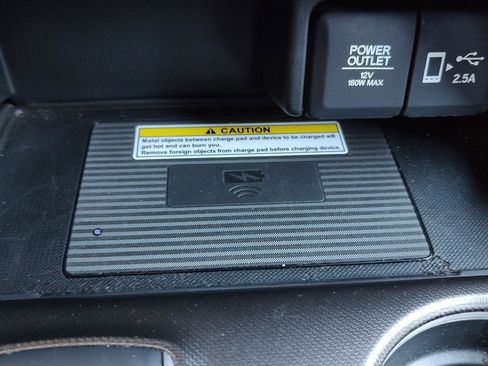 POWER
OUTLET
12V
180W MAX
2.5A
CAUTION
Metal objects between charge pad and device to be charged will
get hot and can burn you.
Remove foreign objects from charge pad before charging device.